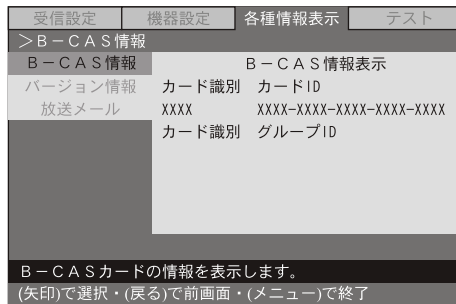 受信設定 機器設定 各種情報表示 テスト
＞Ｂ－ＣＡＳ情報
Ｂ－ＣＡＳ情報 Ｂ－ＣＡＳ情報表示
バージョン情報 カード識別 カードID
放送メール XXXX XXXX-XXXX-XXXX-XXXX-XXXX
カード識別 グループID
Ｂ－ＣＡＳカードの情報を表示します。
(矢印)で選択・(戻る)で前画面・(メニュー)で終了